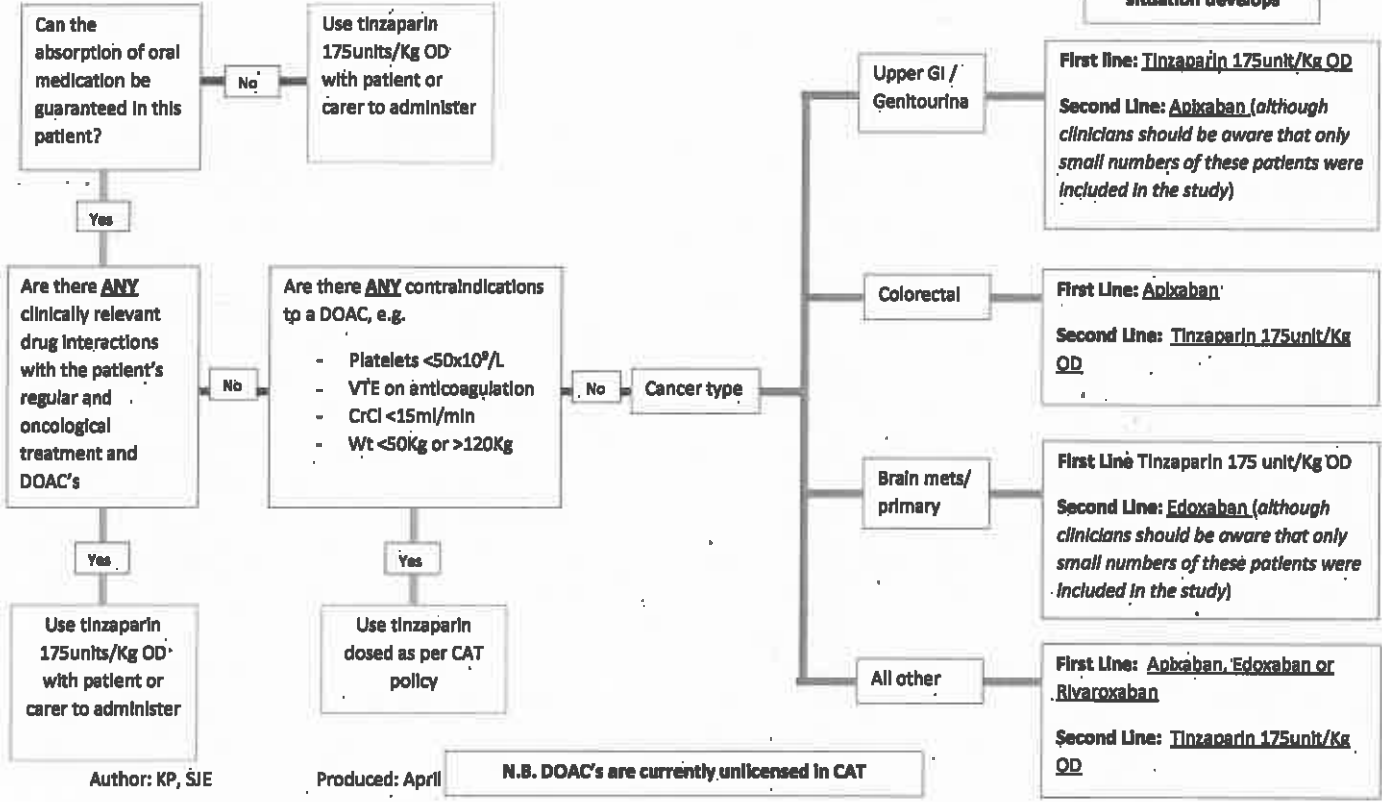 situation develops
Can the
absorption of oral
medication be
guaranteed in this
patient?
No
Use tinzaparin
175units/Kg OD
with patient or
carer to administer
Yes
Are there ANY
clinically relevant
drug interactions
with the patient's
regular and
oncological
treatment and
DOAC's
No
Are there ANY contraindications
to a DOAC, e.g.
- Platelets <50x10⁹/L
- VTE on anticoagulation
- CrCl <15ml/min
- Wt <50Kg or >120Kg
No
Cancer type
Yes
Use tinzaparin
175units/Kg OD
with patient or
carer to administer
Yes
Use tinzaparin
dosed as per CAT
policy
Upper GI /
Genitourina
First line: Tinzaparin 175unit/Kg OD
Second Line: Apixaban (although
clinicians should be aware that only
small numbers of these patients were
included in the study)
Colorectal
First Line: Apixaban
Second Line: Tinzaparin 175unit/Kg
OD
Brain mets/
primary
First Line Tinzaparin 175 unit/Kg OD
Second Line: Edoxaban (although
clinicians should be aware that only
small numbers of these patients were
included in the study)
All other
First Line: Apixaban, Edoxaban or
Rivaroxaban
Second Line: Tinzaparin 175unit/Kg
OD
Author: KP, SJE
Produced: April
N.B. DOAC's are currently unlicensed in CAT